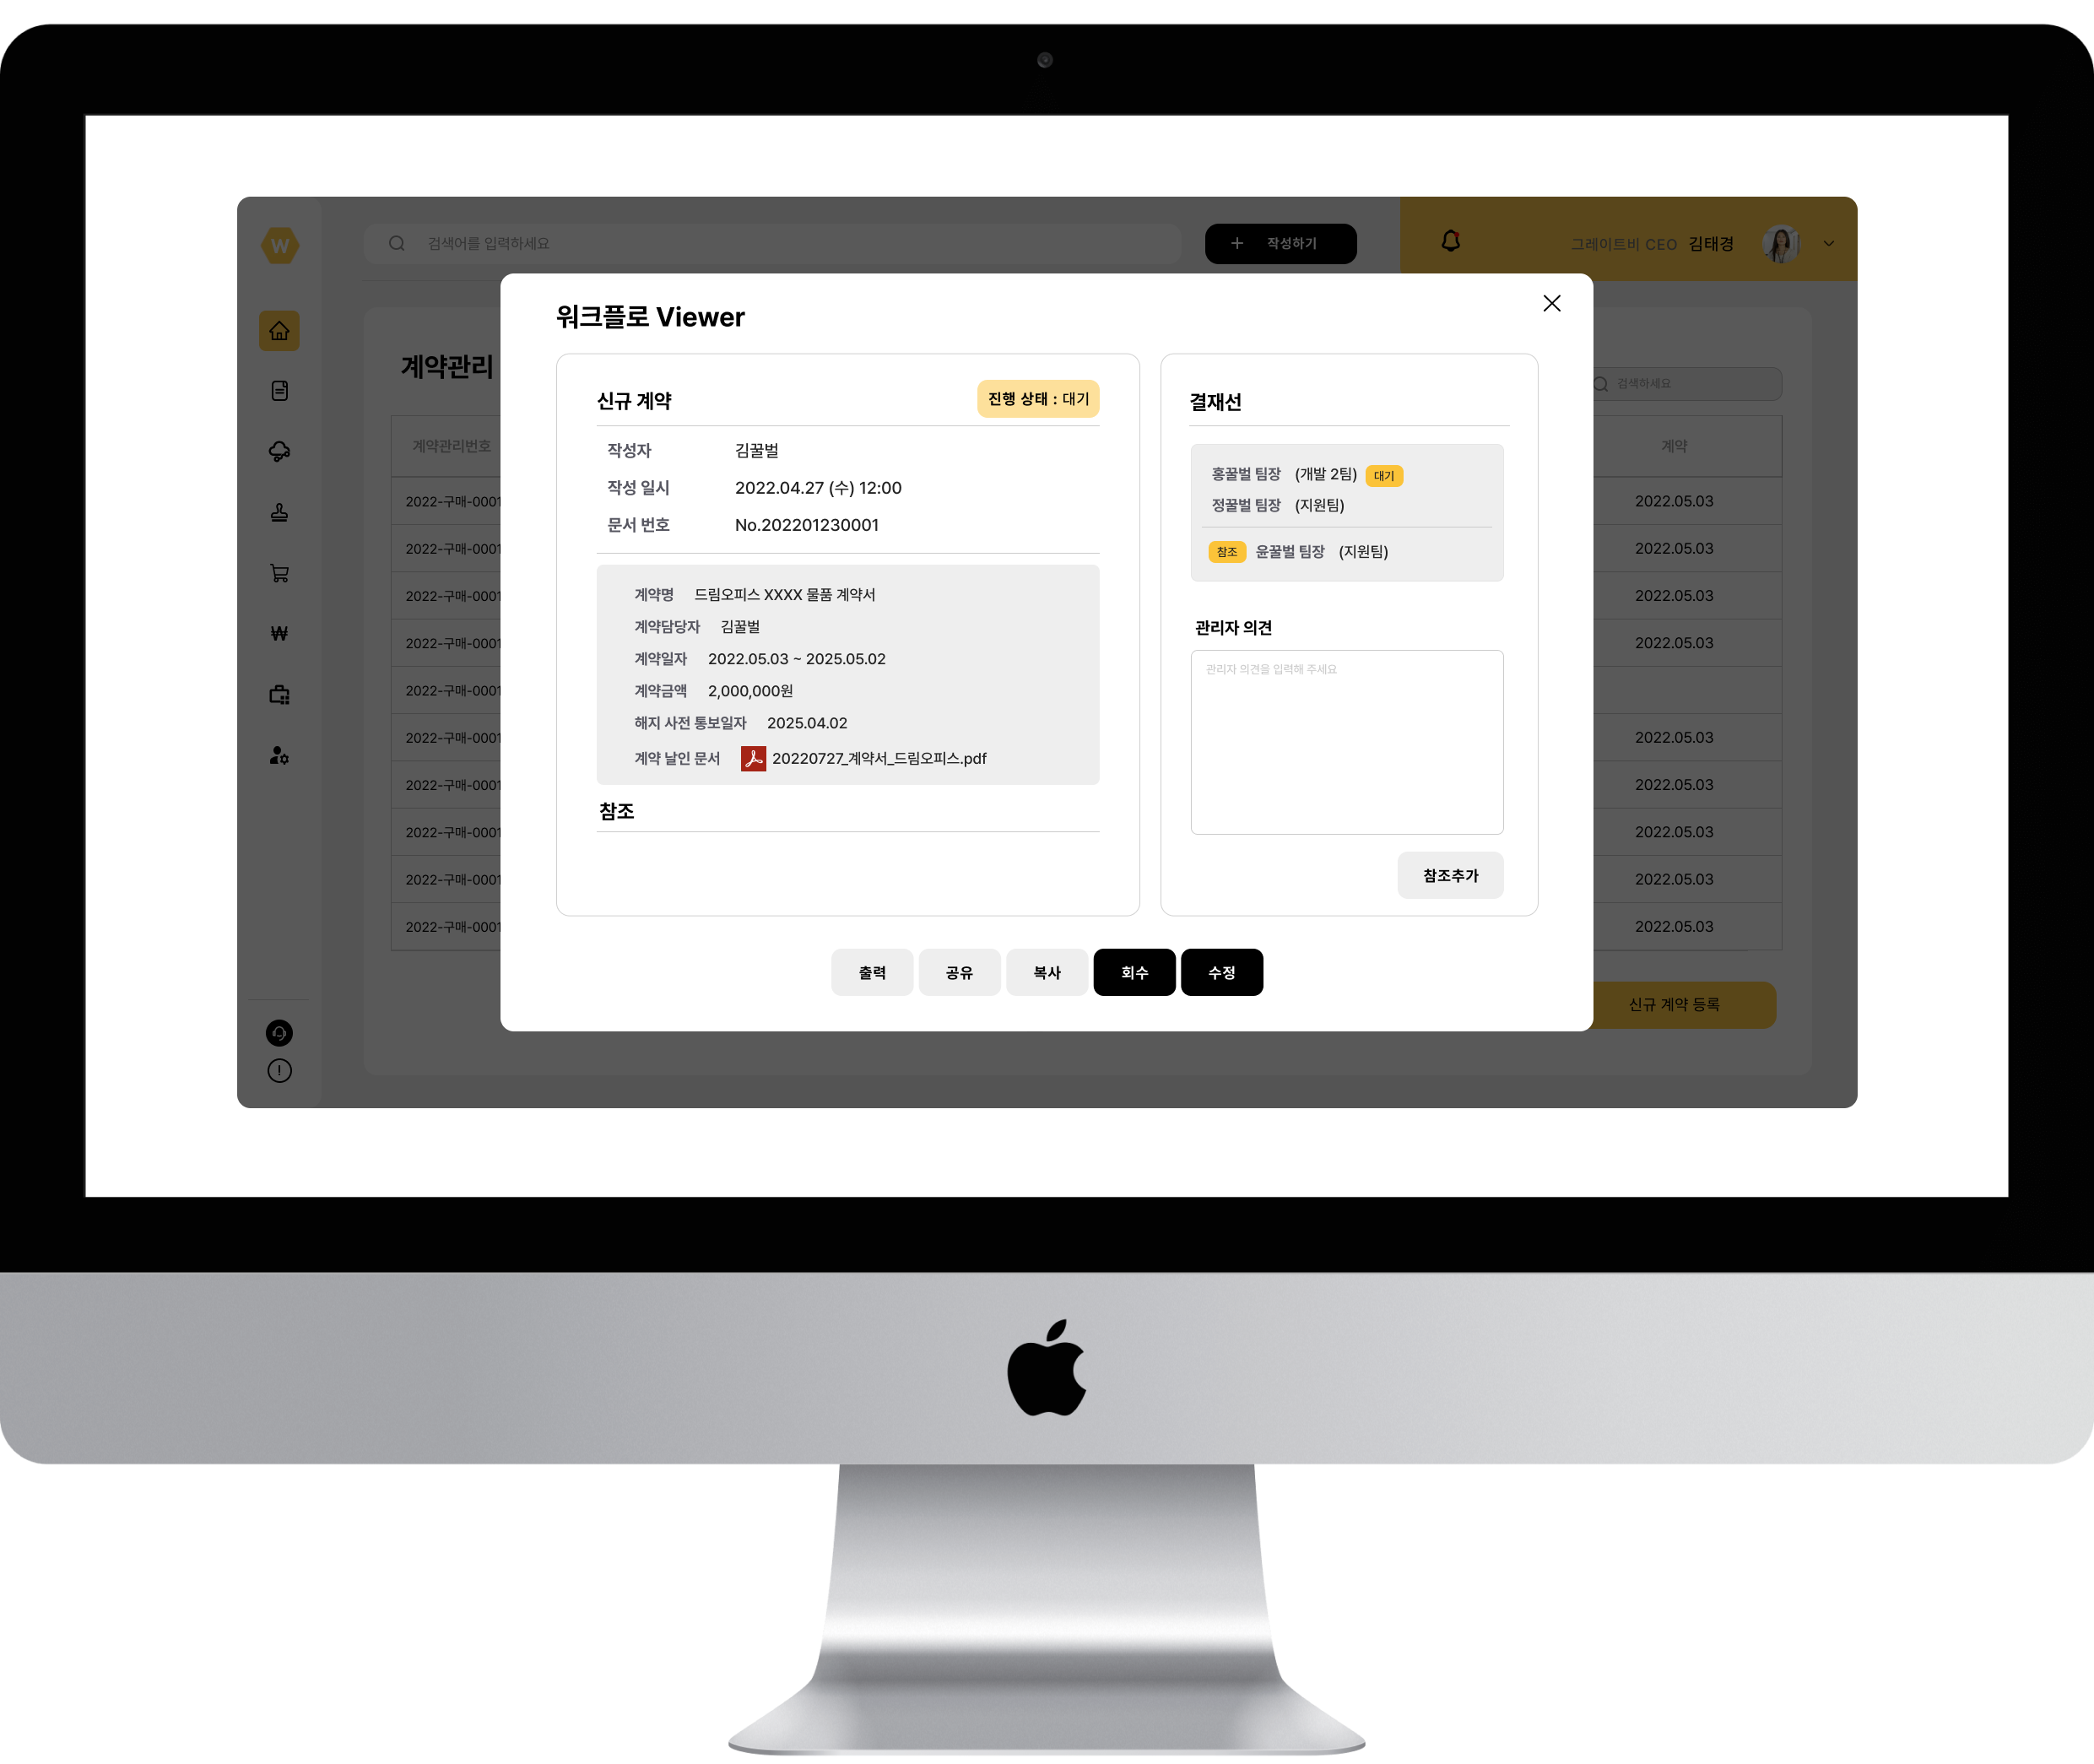 W
검색어를 입력하세요
+ 작성하기
그레이트비 CEO 김태경
계약관리
검색하세요
계약관리번호
계약
2022-구매-0001
2022.05.03
2022-구매-0001
2022.05.03
2022-구매-0001
2022.05.03
2022-구매-0001
2022.05.03
2022-구매-0001
2022-구매-0001
2022.05.03
2022-구매-0001
2022.05.03
2022-구매-0001
2022.05.03
2022-구매-0001
2022.05.03
2022-구매-0001
2022.05.03
신규 계약 등록
워크플로 Viewer
신규 계약
진행 상태 : 대기
작성자 김꿀벌
작성 일시 2022.04.27 (수) 12:00
문서 번호 No.202201230001
계약명 드림오피스 XXXX 물품 계약서
계약담당자 김꿀벌
계약일자 2022.05.03 ~ 2025.05.02
계약금액 2,000,000원
해지 사전 통보일자 2025.04.02
계약 날인 문서 20220727_계약서_드림오피스.pdf
참조
결재선
홍꿀벌 팀장 (개발 2팀) 대기
정꿀벌 팀장 (지원팀)
참조 윤꿀벌 팀장 (지원팀)
관리자 의견
관리자 의견을 입력해 주세요
참조추가
출력 공유 복사 회수 수정